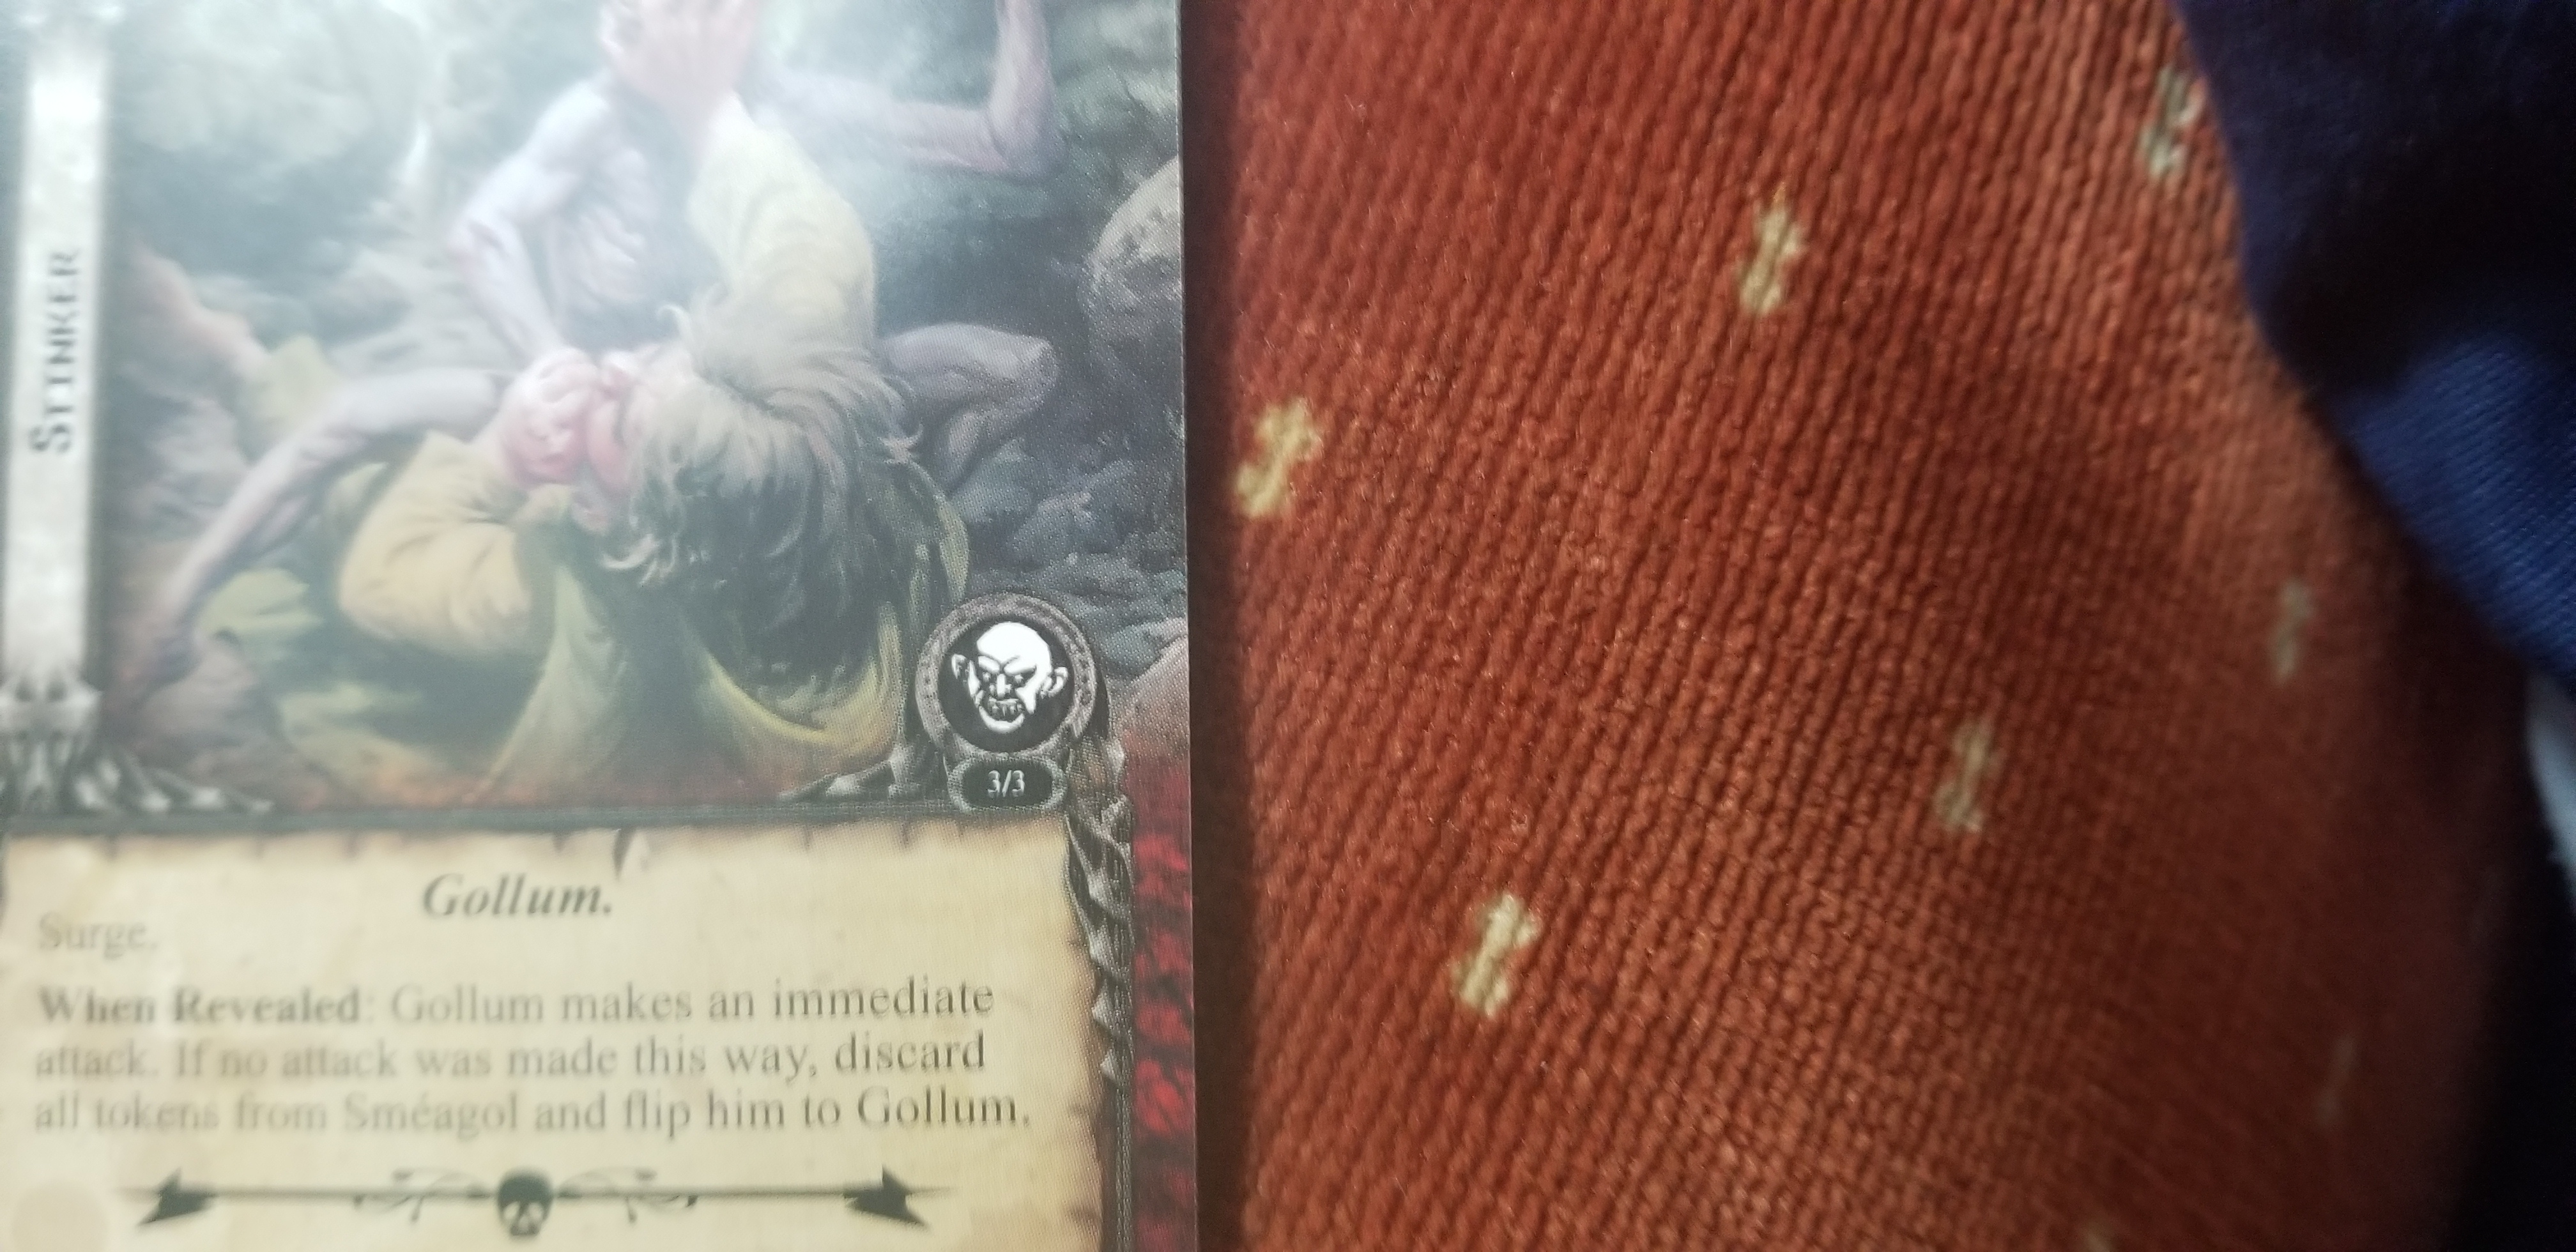 STINKER
3/3
Gollum.
Surge.
When Revealed: Gollum makes an immediate
attack. If no attack was made this way, discard
all tokens from Sméagol and flip him to Gollum.